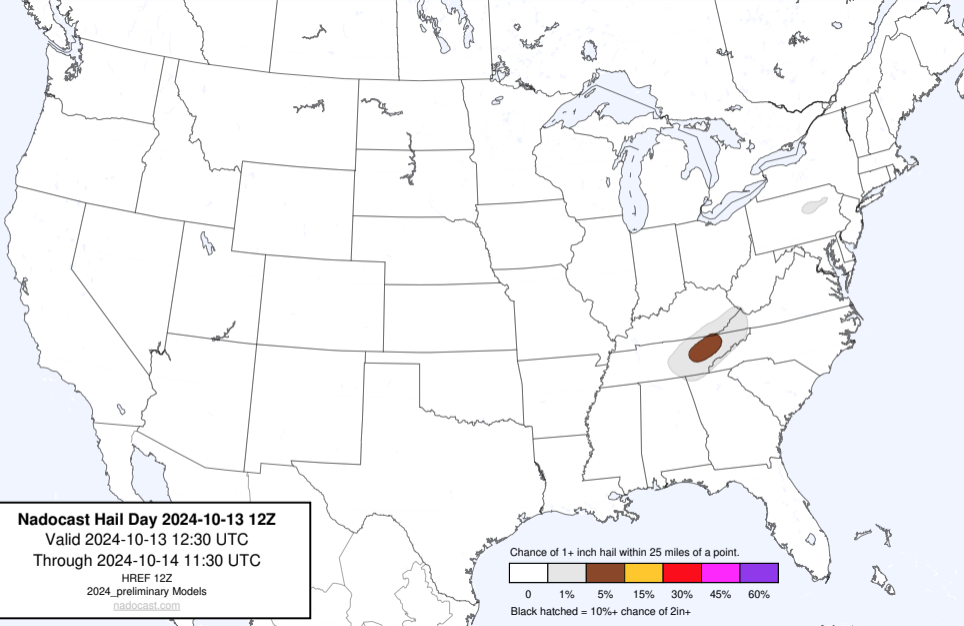 Nadocast Hail Day 2024-10-13 12Z
Valid 2024-10-13 12:30 UTC
Through 2024-10-14 11:30 UTC
HREF 12Z
2024_preliminary Models
nadocast.com
Chance of 1+ inch hail within 25 miles of a point.
0 1% 5% 15% 30% 45% 60%
Black hatched = 10%+ chance of 2in+